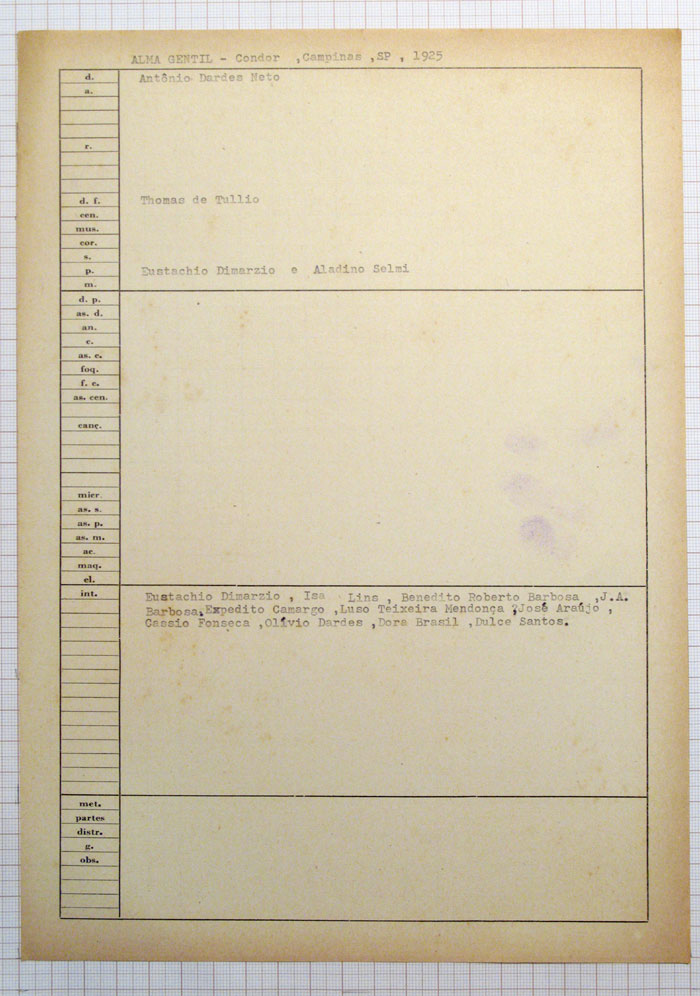 ALMA GENTIL - Condor ,Campinas ,SP , 1925
d. Antônio Dardes Neto
a.
r.
d. f. Thomas de Tullio
cen.
mus.
cor.
s.
p. Eustachio Dimarzio e Aladino Selmi
m.
d. p.
as. d.
an.
c.
as. c.
foq.
f. c.
as. cen.
canç.
micr.
as. s.
as. p.
as. m.
ac.
maq.
el.
int. Eustachio Dimarzio , Isa Lins , Benedito Roberto Barbosa ,J.A.
Barbosa,Expedito Camargo ,Luso Teixeira Mendonça ,José Araújo ,
Cassio Fonseca ,Olívio Dardes ,Dora Brasil ,Dulce Santos.
met.
partes
distr.
g.
obs.